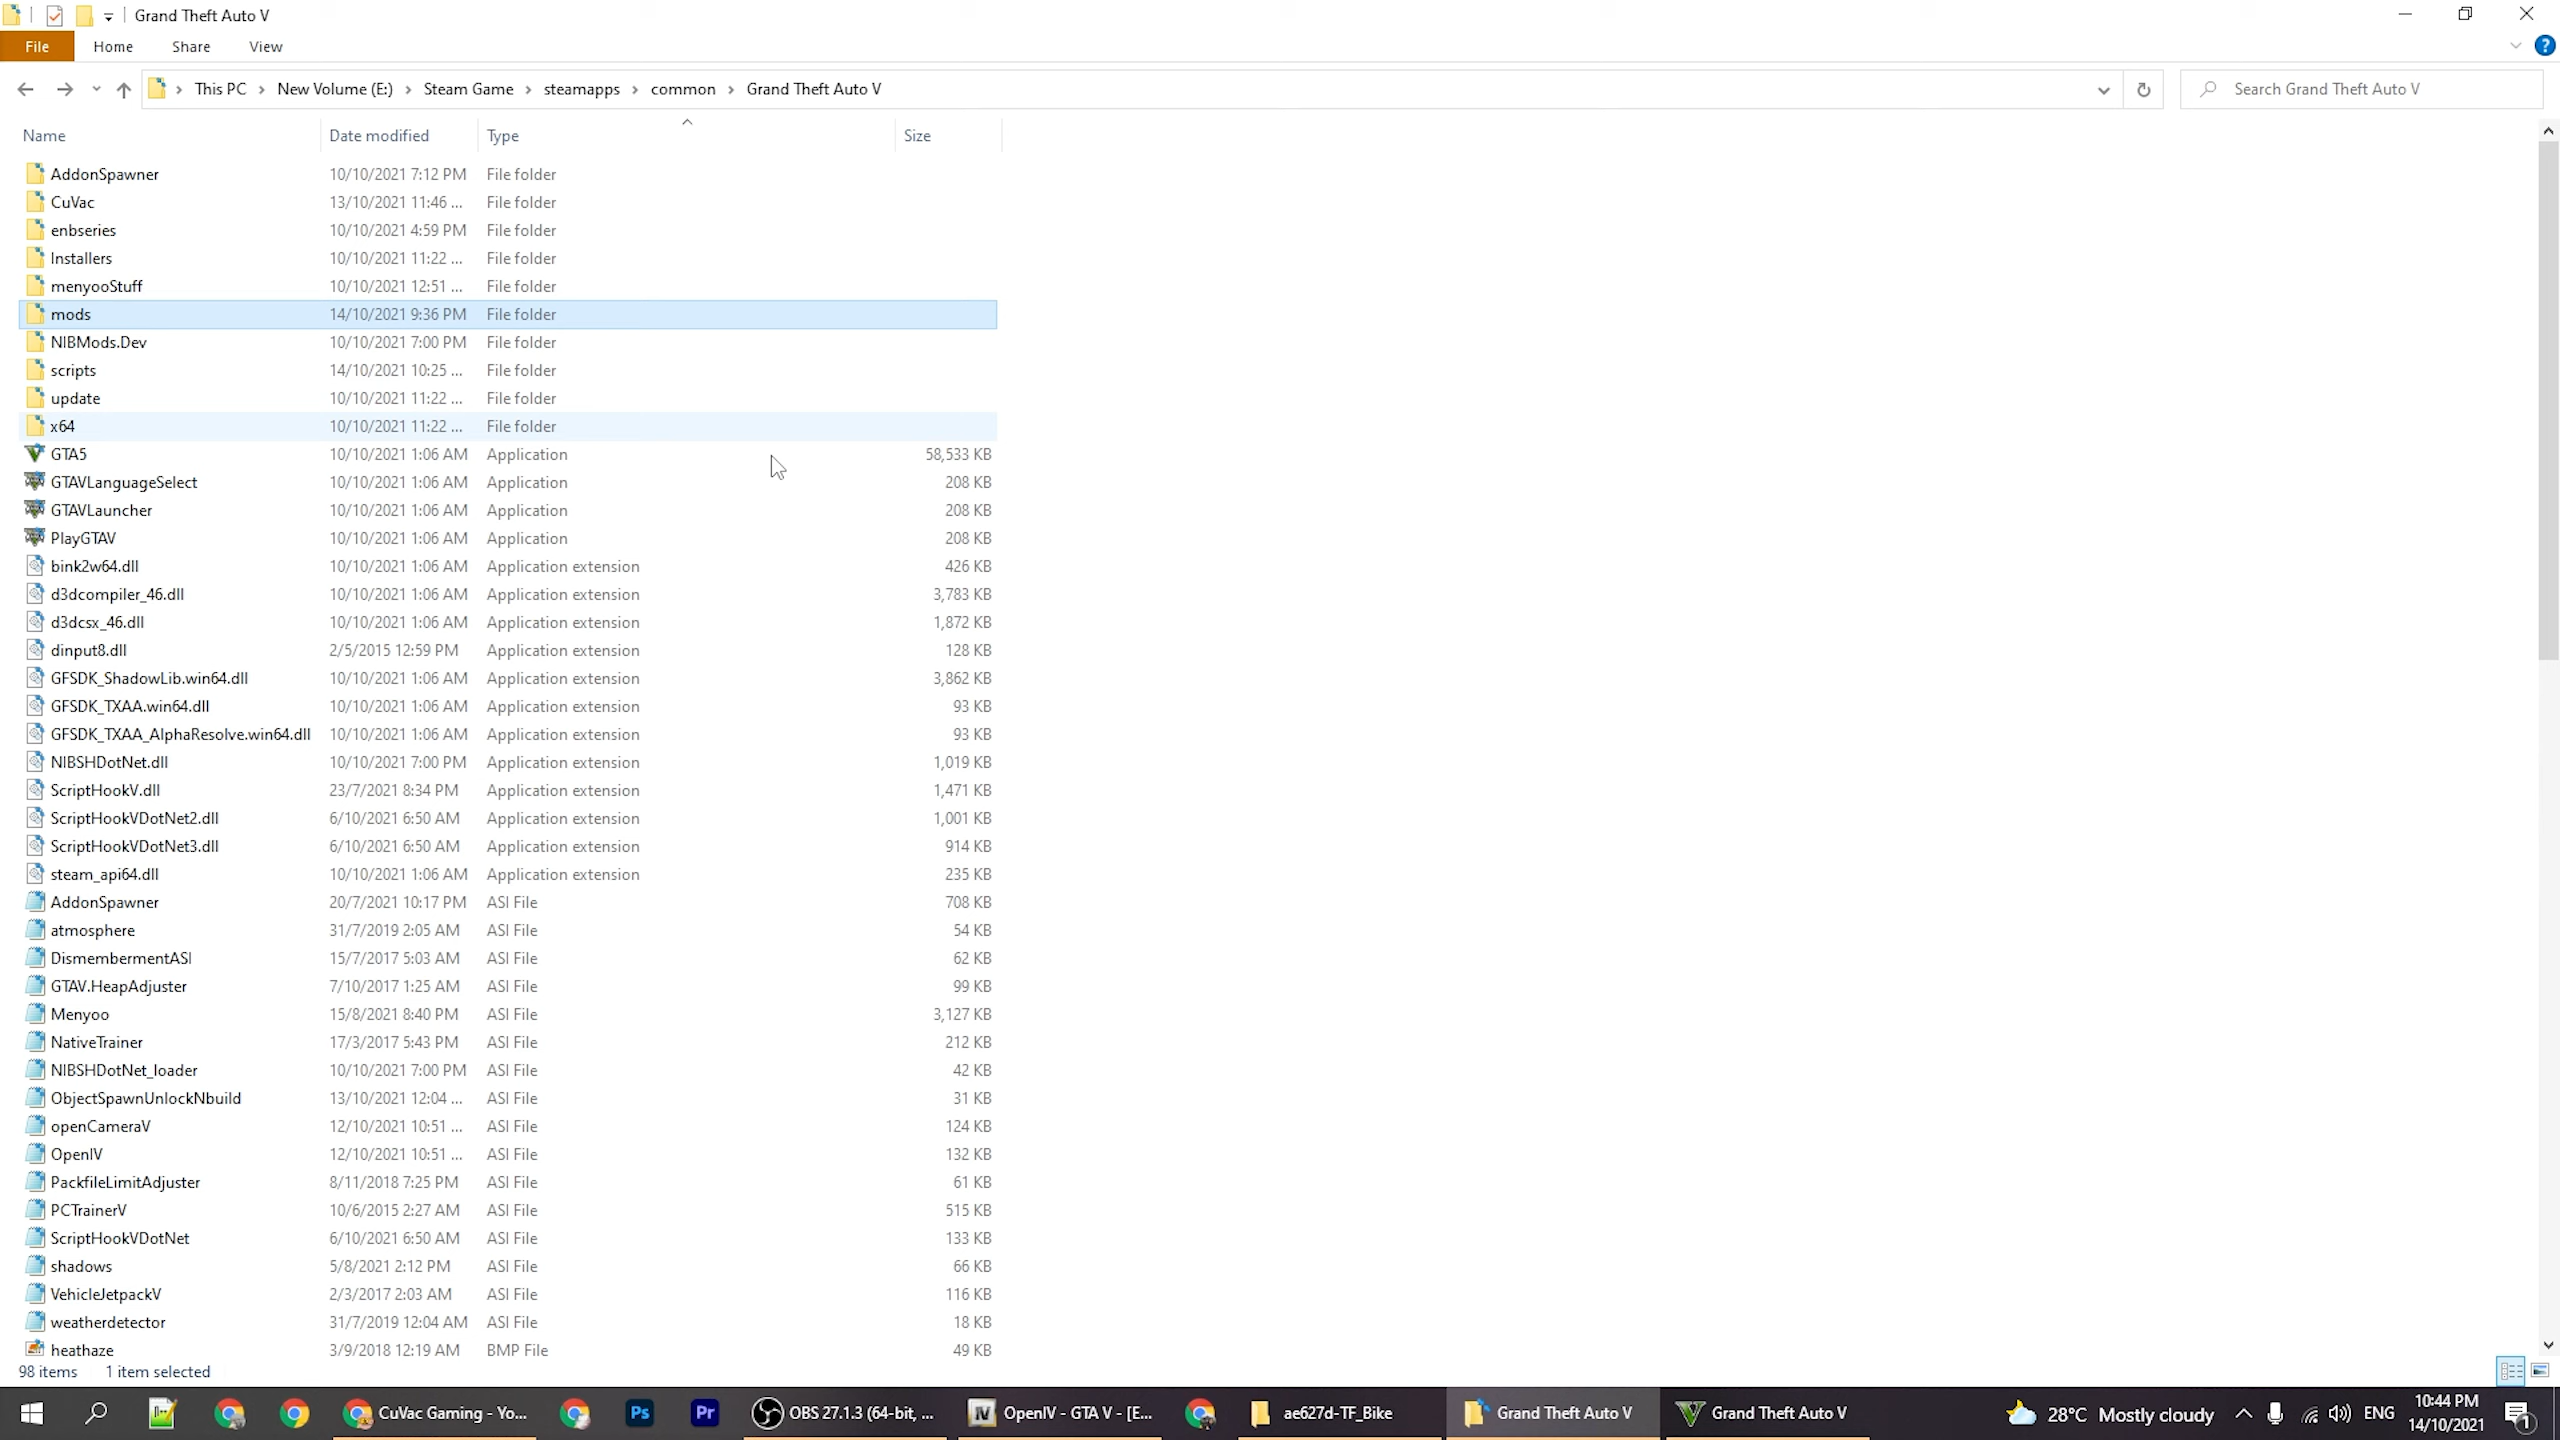 Grand Theft Auto V
File Home Share View
This PC New Volume (E:) Steam Game steamapps common Grand Theft Auto V Search Grand Theft Auto V
Name Date modified Type Size
AddonSpawner 10/10/2021 7:12 PM File folder
CuVac 13/10/2021 11:46 ... File folder
enbseries 10/10/2021 4:59 PM File folder
Installers 10/10/2021 11:22 ... File folder
menyooStuff 10/10/2021 12:51 ... File folder
mods 14/10/2021 9:36 PM File folder
NIBMods.Dev 10/10/2021 7:00 PM File folder
scripts 14/10/2021 10:25 ... File folder
update 10/10/2021 11:22 ... File folder
x64 10/10/2021 11:22 ... File folder
GTA5 10/10/2021 1:06 AM Application 58,533 KB
GTAVLanguageSelect 10/10/2021 1:06 AM Application 208 KB
GTAVLauncher 10/10/2021 1:06 AM Application 208 KB
PlayGTAV 10/10/2021 1:06 AM Application 208 KB
bink2w64.dll 10/10/2021 1:06 AM Application extension 426 KB
d3dcompiler_46.dll 10/10/2021 1:06 AM Application extension 3,783 KB
d3dcsx_46.dll 10/10/2021 1:06 AM Application extension 1,872 KB
dinput8.dll 2/5/2015 12:59 PM Application extension 128 KB
GFSDK_ShadowLib.win64.dll 10/10/2021 1:06 AM Application extension 3,862 KB
GFSDK_TXAA.win64.dll 10/10/2021 1:06 AM Application extension 93 KB
GFSDK_TXAA_AlphaResolve.win64.dll 10/10/2021 1:06 AM Application extension 93 KB
NIBSHDotNet.dll 10/10/2021 7:00 PM Application extension 1,019 KB
ScriptHookV.dll 23/7/2021 8:34 PM Application extension 1,471 KB
ScriptHookVDotNet2.dll 6/10/2021 6:50 AM Application extension 1,001 KB
ScriptHookVDotNet3.dll 6/10/2021 6:50 AM Application extension 914 KB
steam_api64.dll 10/10/2021 1:06 AM Application extension 235 KB
AddonSpawner 20/7/2021 10:17 PM ASI File 708 KB
atmosphere 31/7/2019 2:05 AM ASI File 54 KB
DismembermentASI 15/7/2017 5:03 AM ASI File 62 KB
GTAV.HeapAdjuster 7/10/2017 1:25 AM ASI File 99 KB
Menyoo 15/8/2021 8:40 PM ASI File 3,127 KB
NativeTrainer 17/3/2017 5:43 PM ASI File 212 KB
NIBSHDotNet_loader 10/10/2021 7:00 PM ASI File 42 KB
ObjectSpawnUnlockNbuild 13/10/2021 12:04 ... ASI File 31 KB
openCameraV 12/10/2021 10:51 ... ASI File 124 KB
OpenIV 12/10/2021 10:51 ... ASI File 132 KB
PackfileLimitAdjuster 8/11/2018 7:25 PM ASI File 61 KB
PCTrainerV 10/6/2015 2:27 AM ASI File 515 KB
ScriptHookVDotNet 6/10/2021 6:50 AM ASI File 133 KB
shadows 5/8/2021 2:12 PM ASI File 66 KB
VehicleJetpackV 2/3/2017 2:03 AM ASI File 116 KB
weatherdetector 31/7/2019 12:04 AM ASI File 18 KB
heathaze 3/9/2018 12:19 AM BMP File 49 KB
98 items 1 item selected
CuVac Gaming - Yo... Ps Pr OBS 27.1.3 (64-bit, ... OpenIV - GTA V - [E... ae627d-TF_Bike Grand Theft Auto V Grand Theft Auto V 28°C Mostly cloudy ENG 10:44 PM
14/10/2021 1